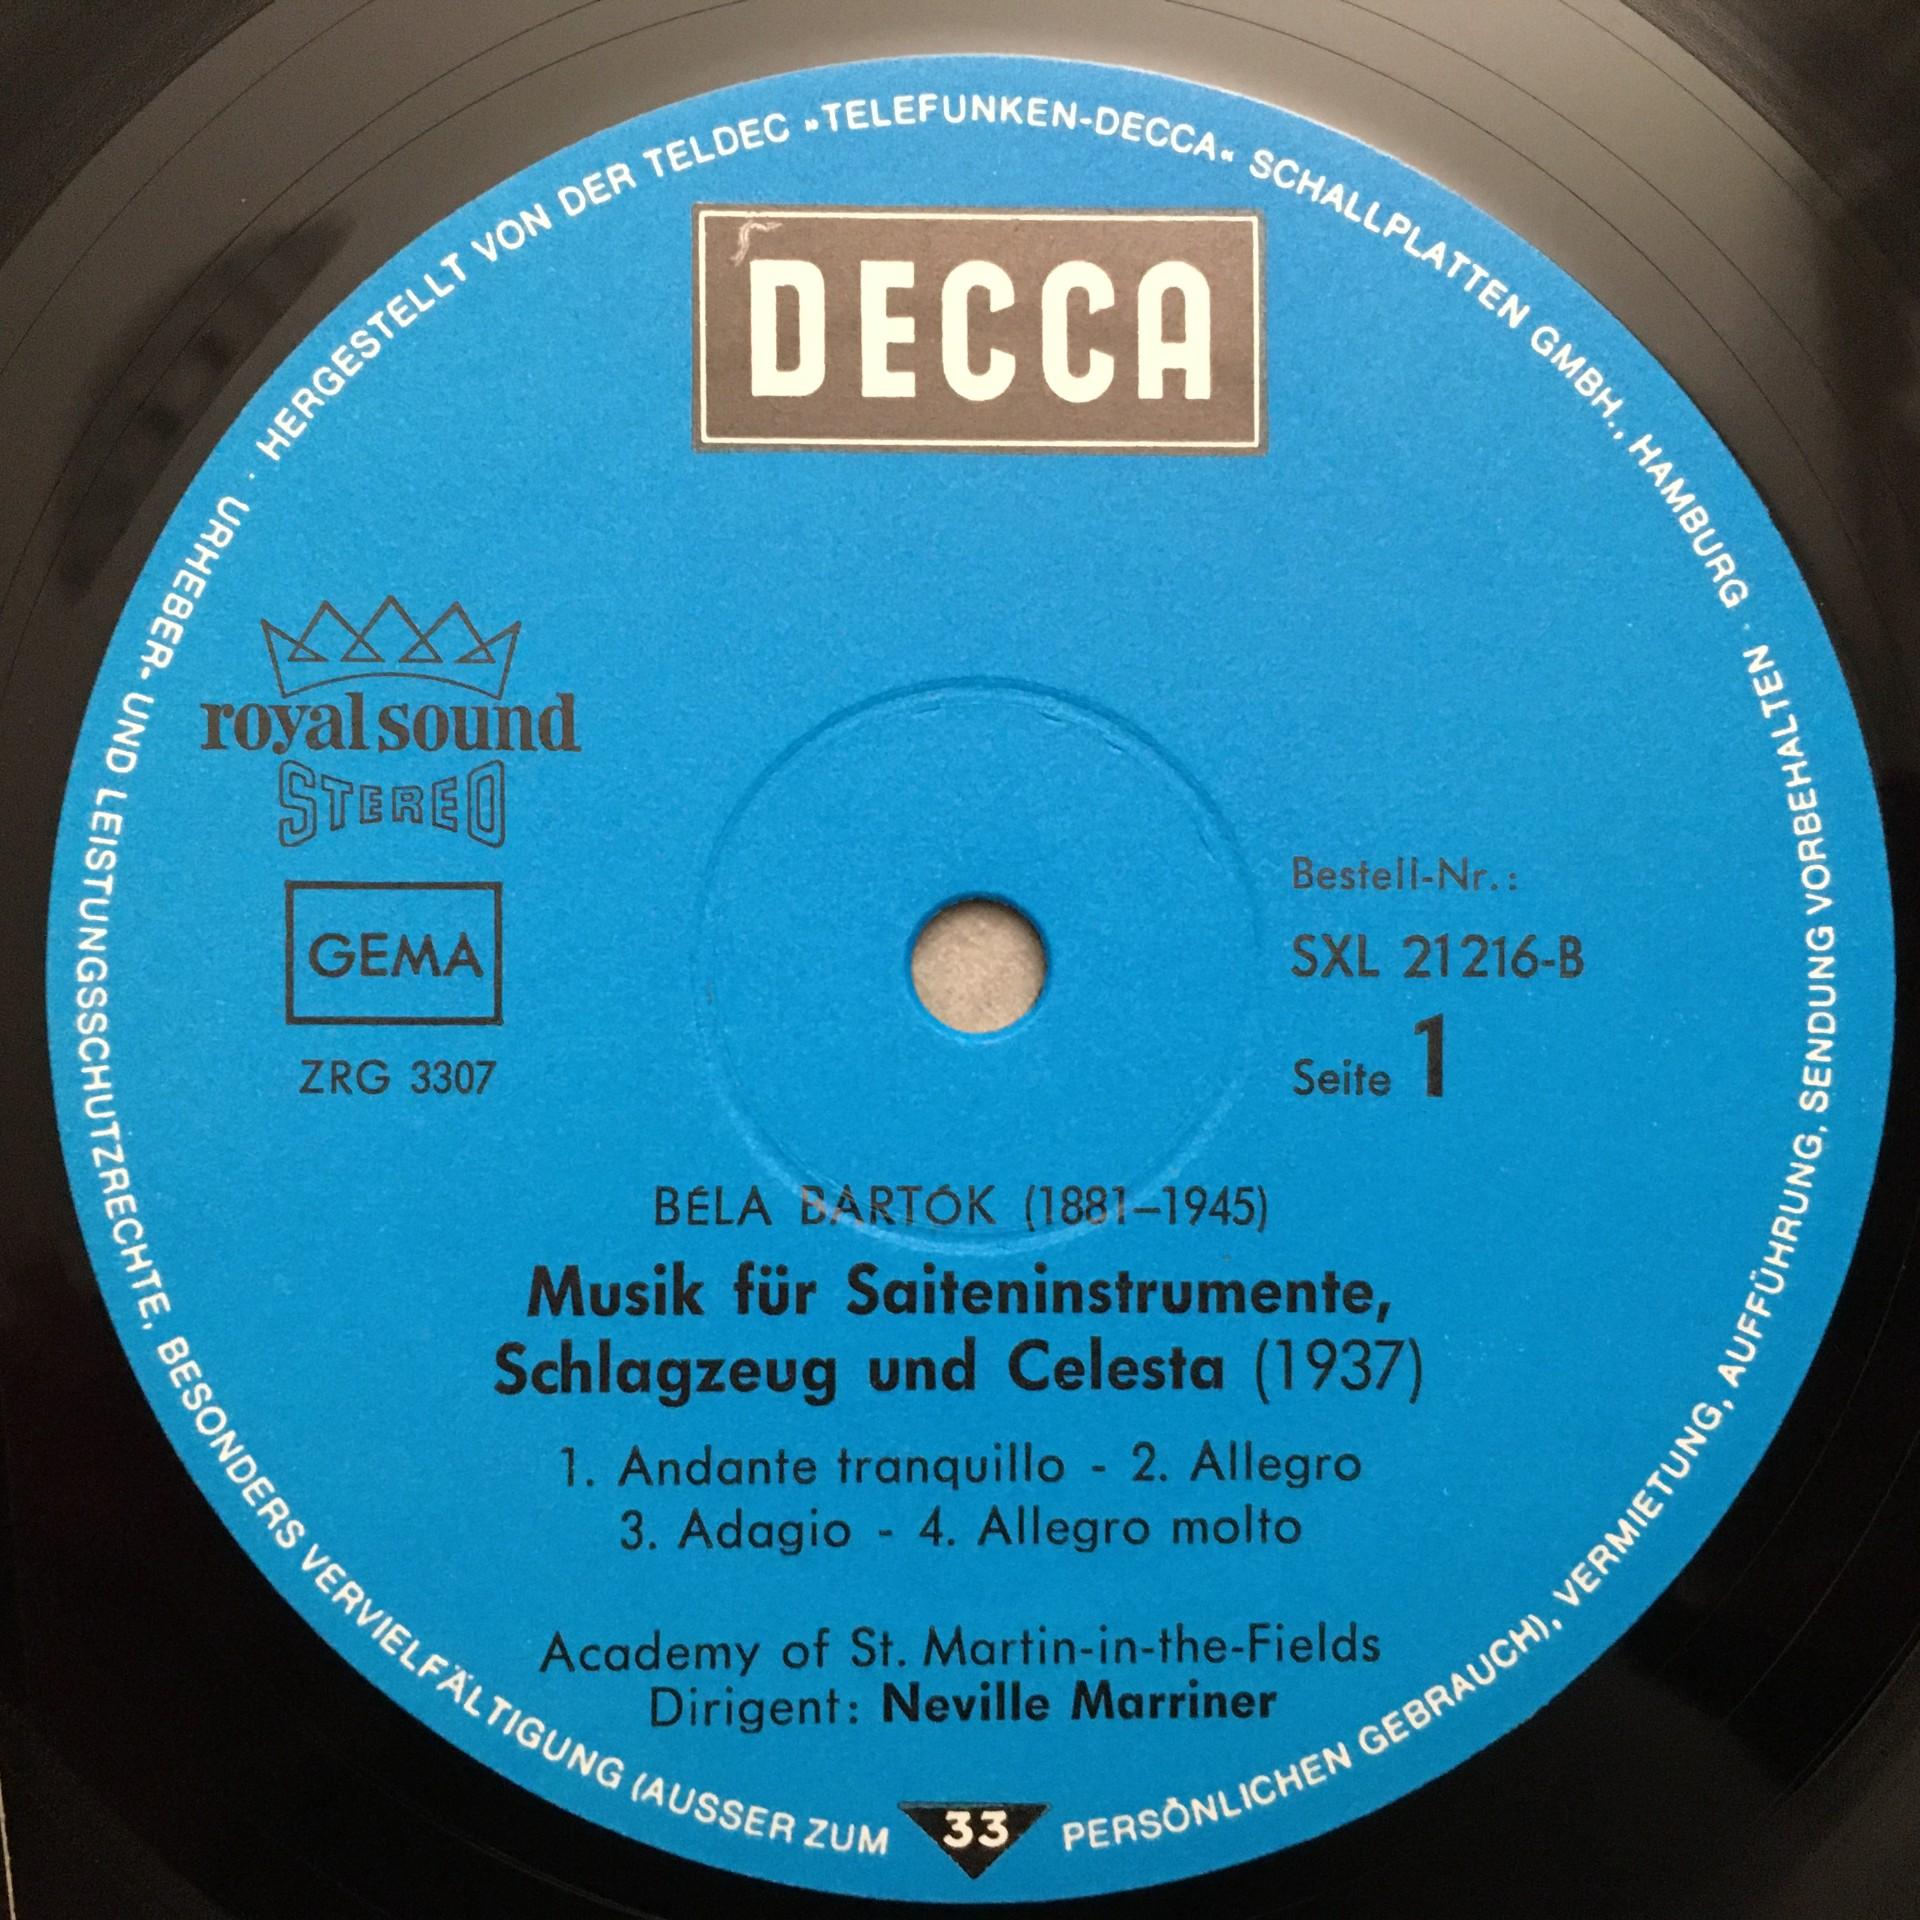 HERGESTELLT VON DER TELDEC »TELEFUNKEN-DECCA« SCHALLPLATTEN GMBH., HAMBURG ·
URHEBER- UND LEISTUNGSSCHUTZRECHTE, BESONDERS VERVIELFÄLTIGUNG (AUSSER ZUM PERSÖNLICHEN GEBRAUCH), VERMIETUNG, AUFFÜHRUNG, SENDUNG VORBEHALTEN ·
DECCA
royal sound
STEREO
GEMA
ZRG 3307
Bestell-Nr.:
SXL 21216-B
Seite 1
BÉLA BARTÓK (1881–1945)
Musik für Saiteninstrumente,
Schlagzeug und Celesta (1937)
1. Andante tranquillo - 2. Allegro
3. Adagio - 4. Allegro molto
Academy of St. Martin-in-the-Fields
Dirigent: Neville Marriner
33